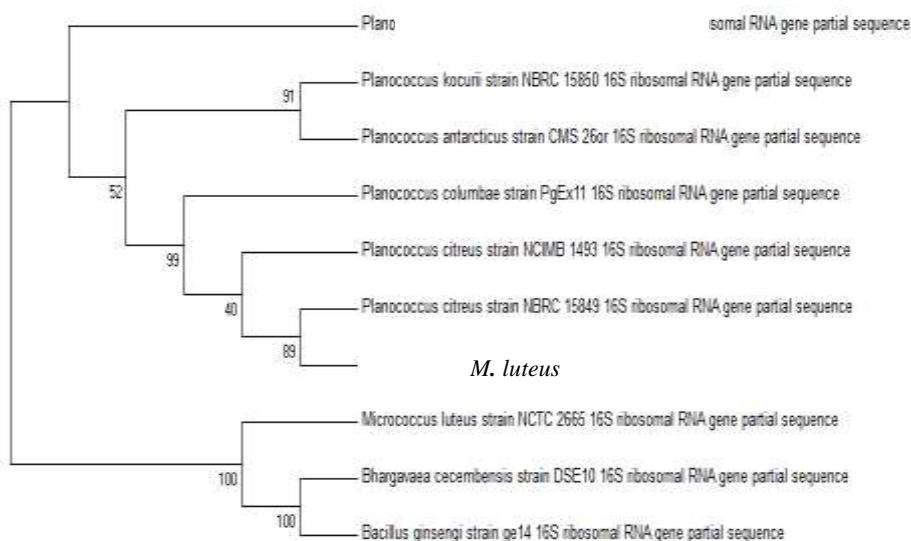 Plano somal RNA gene partial sequence
Planococcus kocurii strain NBRC 15850 16S ribosomal RNA gene partial sequence
91
Planococcus antarcticus strain CMS 26or 16S ribosomal RNA gene partial sequence
52
Planococcus columbae strain PgEx11 16S ribosomal RNA gene partial sequence
99
Planococcus citreus strain NCIMB 1493 16S ribosomal RNA gene partial sequence
40
Planococcus citreus strain NBRC 15849 16S ribosomal RNA gene partial sequence
89
M. luteus
Micrococcus luteus strain NCTC 2665 16S ribosomal RNA gene partial sequence
100
Bhargavaea cecembensis strain DSE10 16S ribosomal RNA gene partial sequence
100
Bacillus ginsengi strain ge14 16S ribosomal RNA gene partial sequence